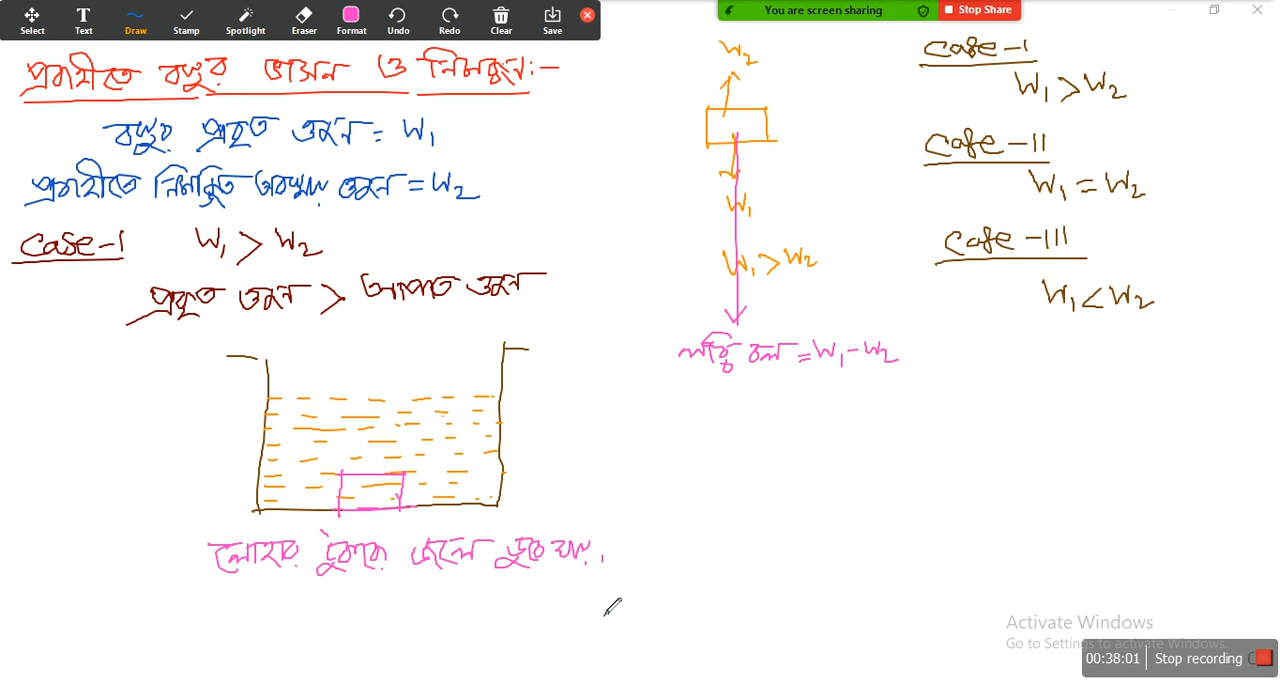 Select Text Draw Stamp Spotlight Eraser Format Undo Redo Clear Save
You are screen sharing Stop Share
প্রবাহীতে বস্তুর ভাসন ও নিমজ্জন:-
বস্তুর প্রকৃত ওজন = W₁
প্রবাহীতে নিমজ্জিত অবস্থায় ওজন = W₂
Case-I W₁ > W₂
প্রকৃত ওজন > আপাত ওজন
লোহার টুকরো জলে ডুবে যায়।
W₂
W₁
W₁ > W₂
লব্ধি বল = W₁ - W₂
Case-I
W₁ > W₂
Case-II
W₁ = W₂
Case-III
W₁ < W₂
Activate Windows
Go to Settings to activate Windows.
00:38:01 Stop recording